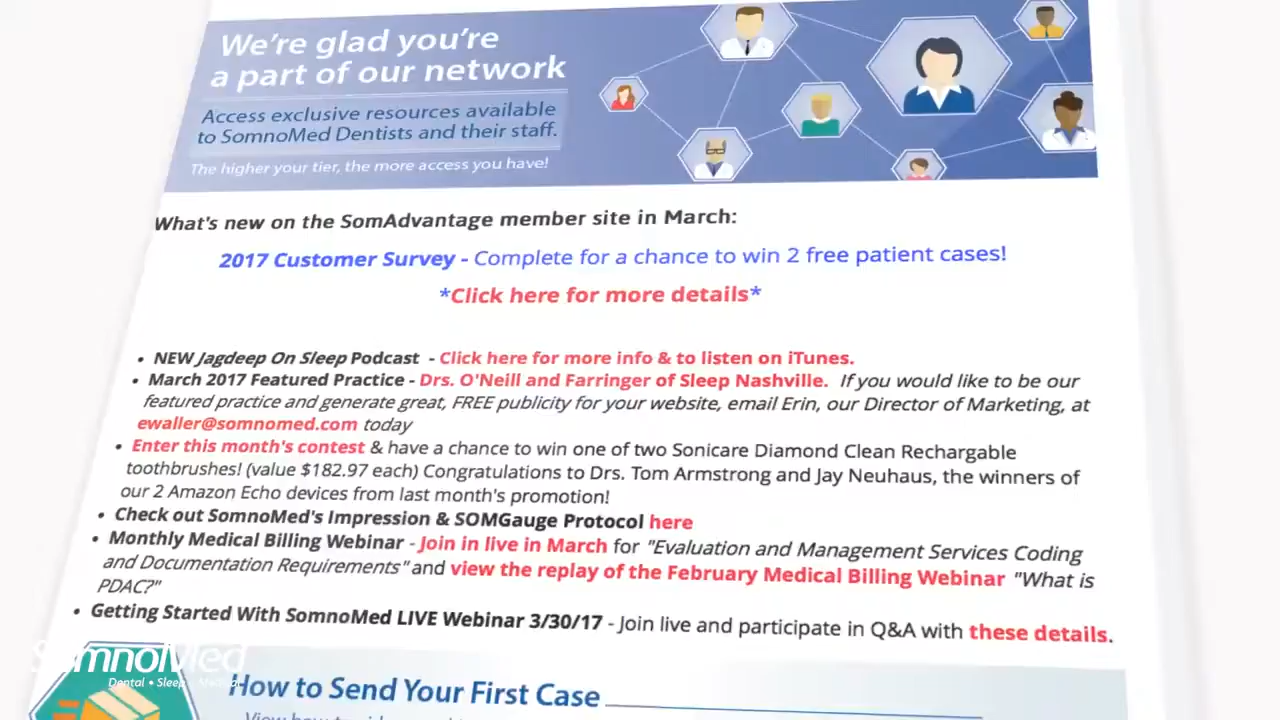 We're glad you're
a part of our network
Access exclusive resources available
to SomnoMed Dentists and their staff.
The higher your tier, the more access you have!
What's new on the SomAdvantage member site in March:
2017 Customer Survey - Complete for a chance to win 2 free patient cases!
*Click here for more details*
• NEW Jagdeep On Sleep Podcast - Click here for more info & to listen on iTunes.
• March 2017 Featured Practice - Drs. O'Neill and Farringer of Sleep Nashville. If you would like to be our
featured practice and generate great, FREE publicity for your website, email Erin, our Director of Marketing, at
ewaller@somnomed.com today
• Enter this month's contest & have a chance to win one of two Sonicare Diamond Clean Rechargable
toothbrushes! (value $182.97 each) Congratulations to Drs. Tom Armstrong and Jay Neuhaus, the winners of
our 2 Amazon Echo devices from last month's promotion!
• Check out SomnoMed's Impression & SOMGauge Protocol here
• Monthly Medical Billing Webinar - Join in live in March for "Evaluation and Management Services Coding
and Documentation Requirements" and view the replay of the February Medical Billing Webinar "What is
PDAC?"
• Getting Started With SomnoMed LIVE Webinar 3/30/17 - Join live and participate in Q&A with these details.
SomnoMed
Dental • Sleep • Medical
How to Send Your First Case